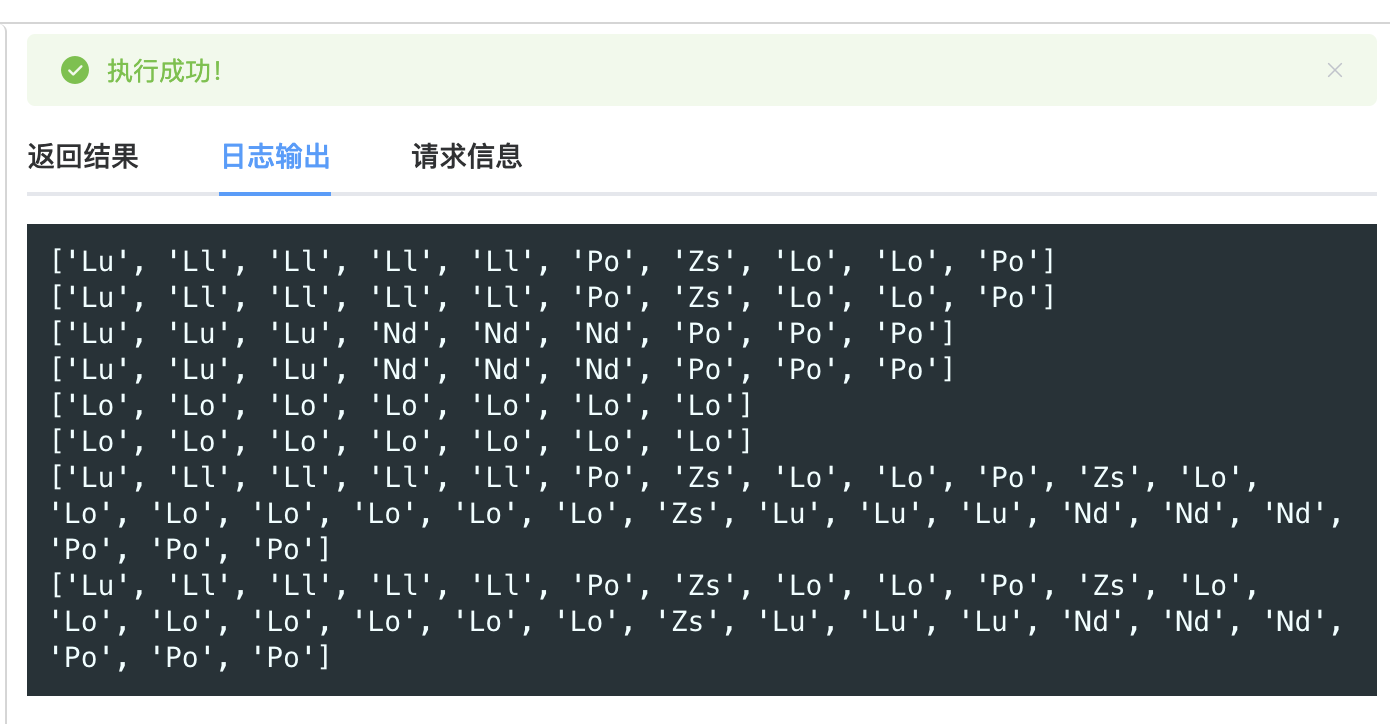 执行成功!
返回结果 日志输出 请求信息
['Lu', 'Ll', 'Ll', 'Ll', 'Ll', 'Po', 'Zs', 'Lo', 'Lo', 'Po']
['Lu', 'Ll', 'Ll', 'Ll', 'Ll', 'Po', 'Zs', 'Lo', 'Lo', 'Po']
['Lu', 'Lu', 'Lu', 'Nd', 'Nd', 'Nd', 'Po', 'Po', 'Po']
['Lu', 'Lu', 'Lu', 'Nd', 'Nd', 'Nd', 'Po', 'Po', 'Po']
['Lo', 'Lo', 'Lo', 'Lo', 'Lo', 'Lo', 'Lo']
['Lo', 'Lo', 'Lo', 'Lo', 'Lo', 'Lo', 'Lo']
['Lu', 'Ll', 'Ll', 'Ll', 'Ll', 'Po', 'Zs', 'Lo', 'Lo', 'Po', 'Zs', 'Lo',
'Lo', 'Lo', 'Lo', 'Lo', 'Lo', 'Lo', 'Zs', 'Lu', 'Lu', 'Lu', 'Nd', 'Nd', 'Nd',
'Po', 'Po', 'Po']
['Lu', 'Ll', 'Ll', 'Ll', 'Ll', 'Po', 'Zs', 'Lo', 'Lo', 'Po', 'Zs', 'Lo',
'Lo', 'Lo', 'Lo', 'Lo', 'Lo', 'Lo', 'Zs', 'Lu', 'Lu', 'Lu', 'Nd', 'Nd', 'Nd',
'Po', 'Po', 'Po']